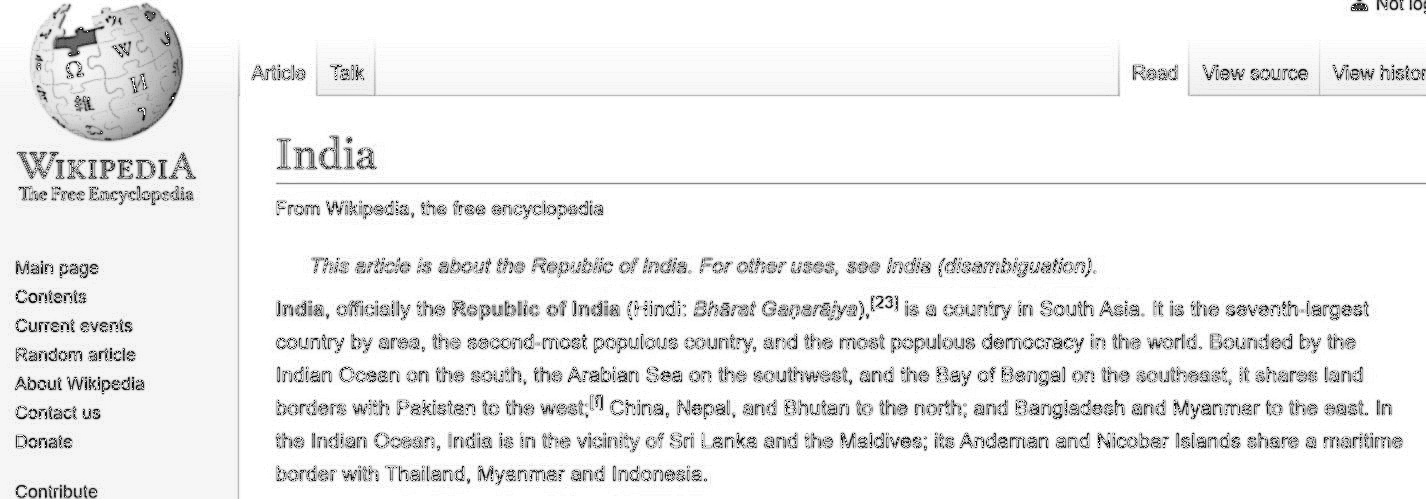 Not log
Article Talk Read View source View histor
WIKIPEDIA
The Free Encyclopedia
India
From Wikipedia, the free encyclopedia
Main page
Contents
Current events
Random article
About Wikipedia
Contact us
Donate
Contribute
This article is about the Republic of India. For other uses, see India (disambiguation).
India, officially the Republic of India (Hindi: Bhārat Gaṇarājya),[23] is a country in South Asia. It is the seventh-largest
country by area, the second-most populous country, and the most populous democracy in the world. Bounded by the
Indian Ocean on the south, the Arabian Sea on the southwest, and the Bay of Bengal on the southeast, it shares land
borders with Pakistan to the west;[f] China, Nepal, and Bhutan to the north; and Bangladesh and Myanmar to the east. In
the Indian Ocean, India is in the vicinity of Sri Lanka and the Maldives; its Andaman and Nicobar Islands share a maritime
border with Thailand, Myanmar and Indonesia.